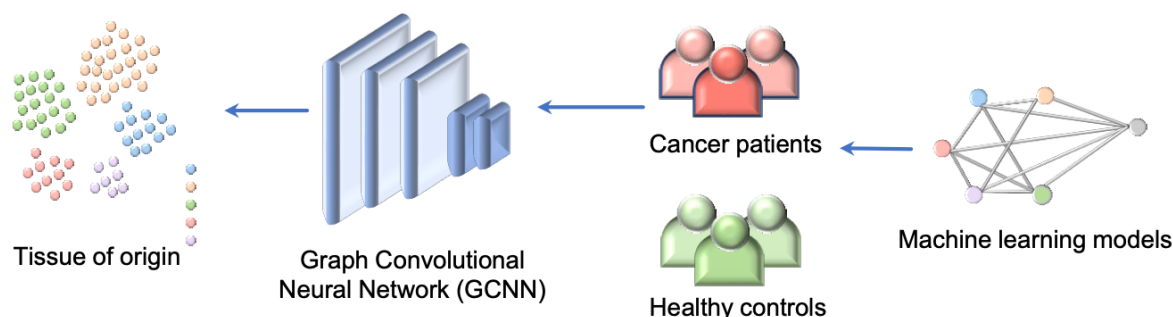 Tissue of origin
Graph Convolutional
Neural Network (GCNN)
Cancer patients
Healthy controls
Machine learning models